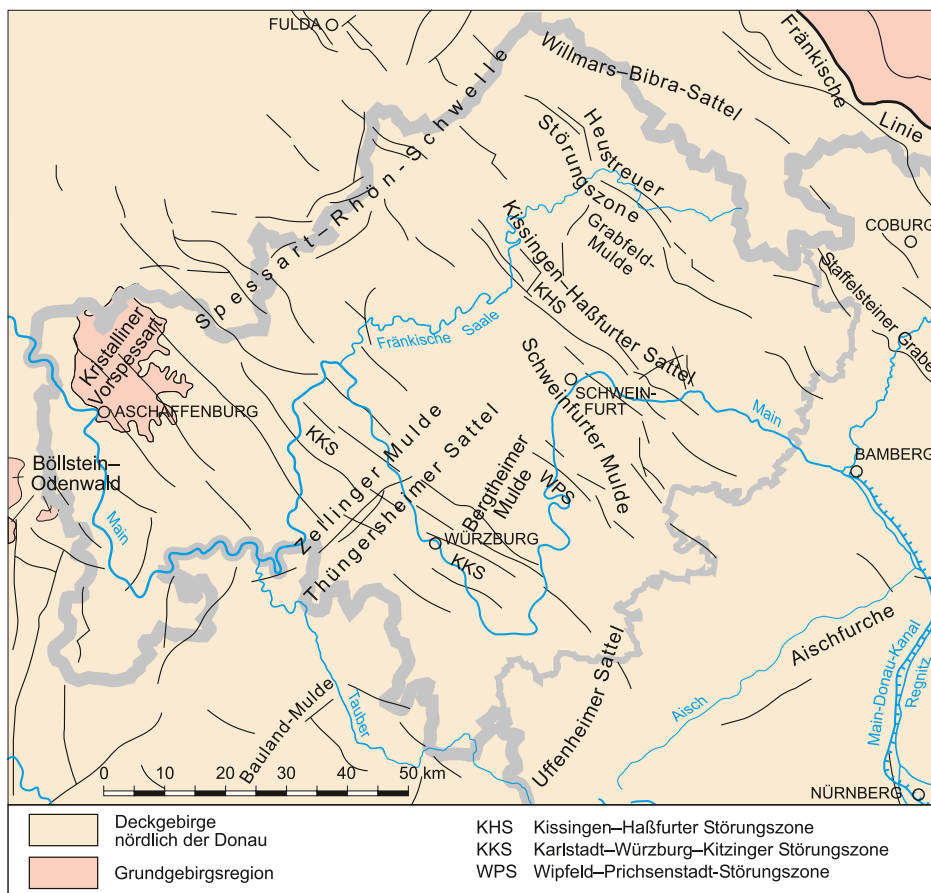 FULDA
Willmars–Bibra-Sattel
Fränkische
Linie
Spessart–Rhön-Schwelle
Heustreuer
Störungszone
Grabfeld-
Mulde
COBURG
Staffelsteiner Grabe
Kissingen–Haßfurter Sattel
KHS
Fränkische Saale
Kristalliner
Vorspessart
ASCHAFFENBURG
SCHWEIN-
FURT
Schweinfurter Mulde
Main
BAMBERG
KKS
Zellinger Mulde
Thüngersheimer Sattel
Bergtheimer
Mulde
WPS
Böllstein–
Odenwald
Main
WÜRZBURG
KKS
Aischfurche
Uffenheimer Sattel
Aisch
Main-Donau-Kanal
Regnitz
Bauland-Mulde
Tauber
NÜRNBERG
0 10 20 30 40 50 km
Deckgebirge
nördlich der Donau
Grundgebirgsregion
KHS Kissingen–Haßfurter Störungszone
KKS Karlstadt–Würzburg–Kitzinger Störungszone
WPS Wipfeld–Prichsenstadt-Störungszone